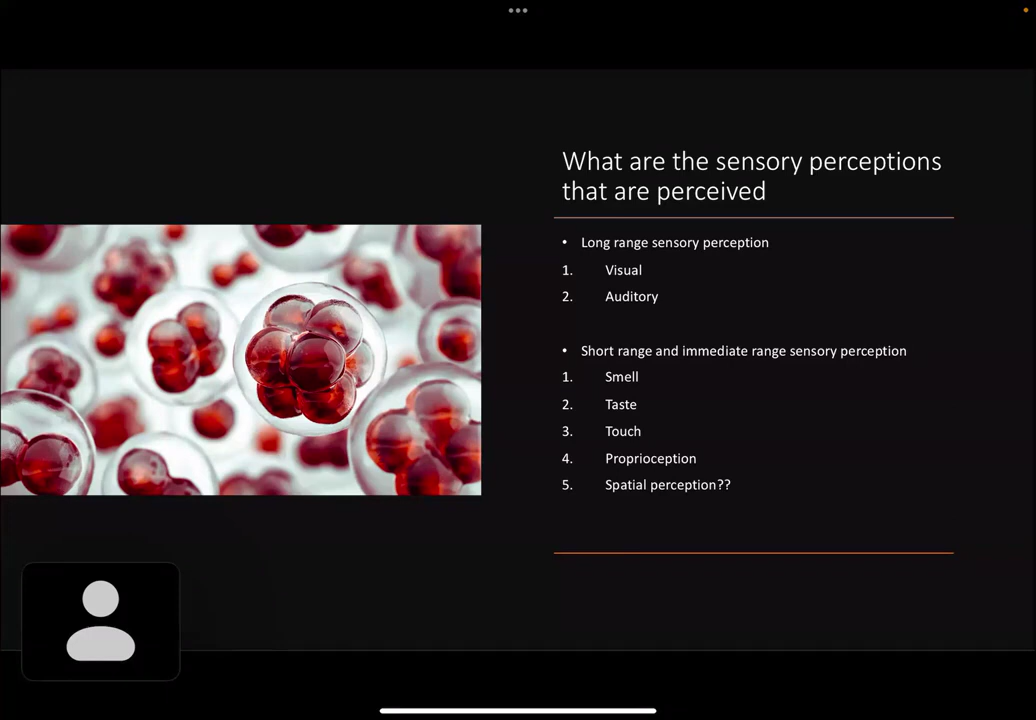 What are the sensory perceptions
that are perceived
• Long range sensory perception
1. Visual
2. Auditory
• Short range and immediate range sensory perception
1. Smell
2. Taste
3. Touch
4. Proprioception
5. Spatial perception??